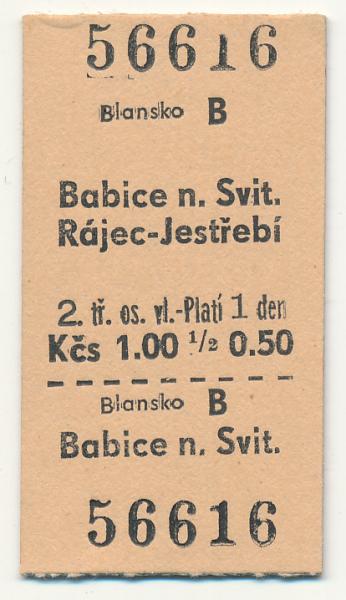 56616
Blansko B
Babice n. Svit.
Rájec-Jestřebí
2. tř. os. vl.-Platí 1 den
Kčs 1.00 ½ 0.50
Blansko B
Babice n. Svit.
56616